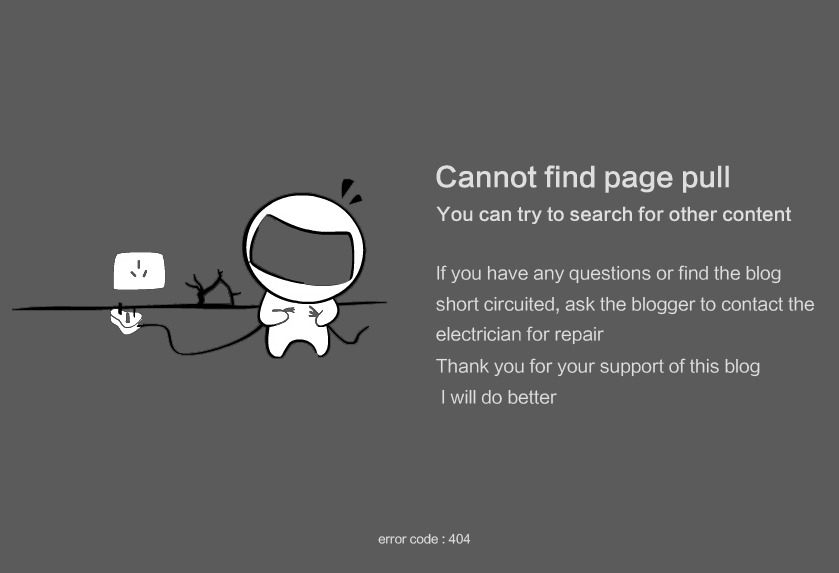 Cannot find page pull
You can try to search for other content
If you have any questions or find the blog
short circuited, ask the blogger to contact the
electrician for repair
Thank you for your support of this blog
I will do better
error code : 404